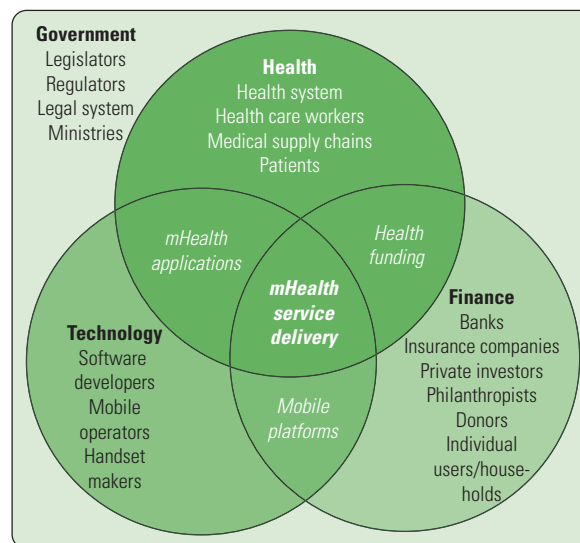 Government
Legislators
Regulators
Legal system
Ministries
Health
Health system
Health care workers
Medical supply chains
Patients
mHealth
applications
Health
funding
mHealth
service
delivery
Technology
Software
developers
Mobile
operators
Handset
makers
Mobile
platforms
Finance
Banks
Insurance companies
Private investors
Philanthropists
Donors
Individual
users/house-
holds